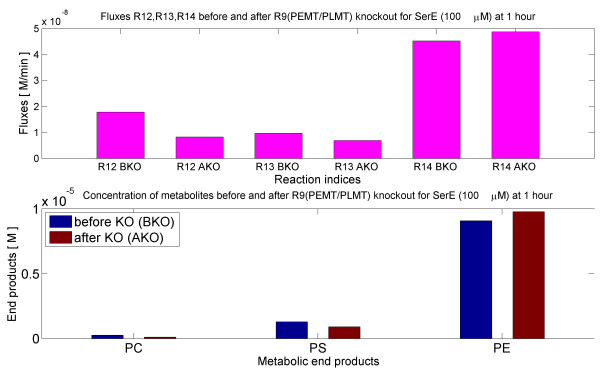 Fluxes R12,R13,R14 before and after R9(PEMT/PLMT) knockout for SerE (100 μM) at 1 hour
x 10⁻⁸
5
4
3
2
1
0
Fluxes [ M/min]
R12 BKO R12 AKO R13 BKO R13 AKO R14 BKO R14 AKO
Reaction indices
Concentration of metabolites before and after R9(PEMT/PLMT) knockout for SerE (100 μM) at 1 hour
x 10⁻⁵
1
0.5
0
End products [ M]
before KO (BKO)
after KO (AKO)
PC PS PE
Metabolic end products